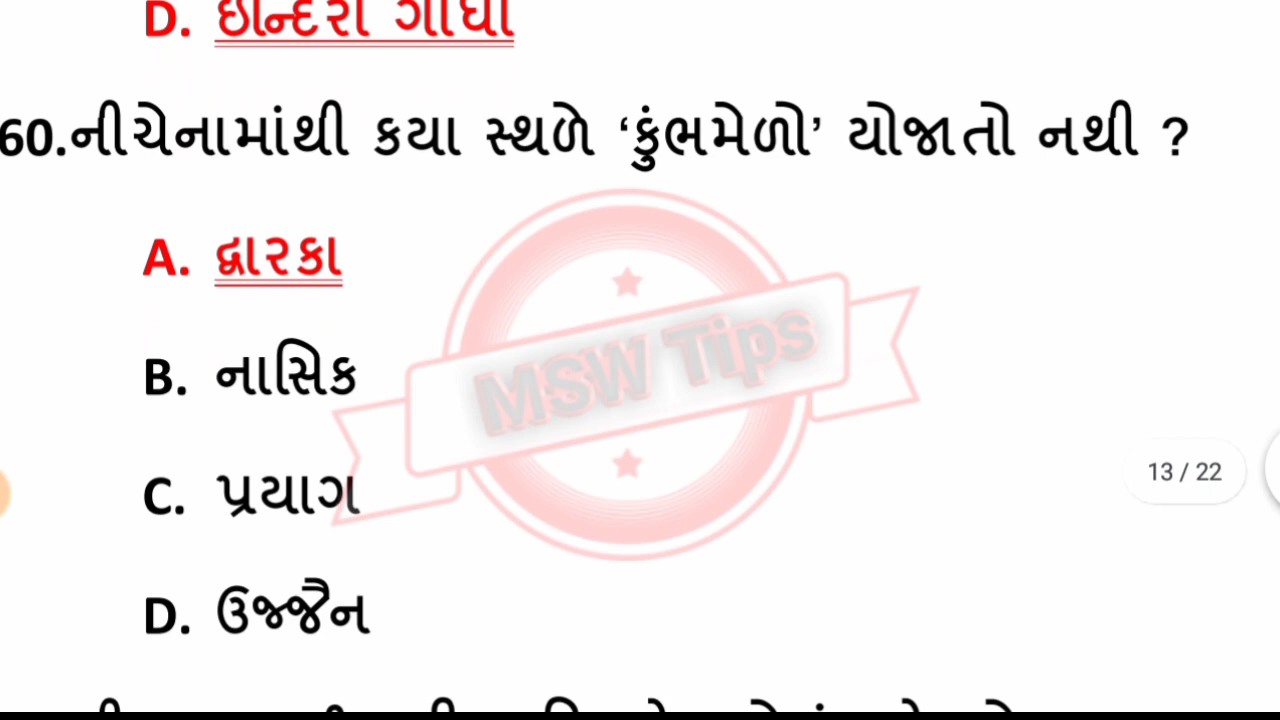 D. ઈન્દિરા ગાંધી
60.નીચેનામાંથી કયા સ્થળે ‘કુંભમેળો’ યોજાતો નથી ?
A. દ્વારકા
MSW Tips
B. નાસિક
13 / 22
C. પ્રયાગ
D. ઉજ્જૈન